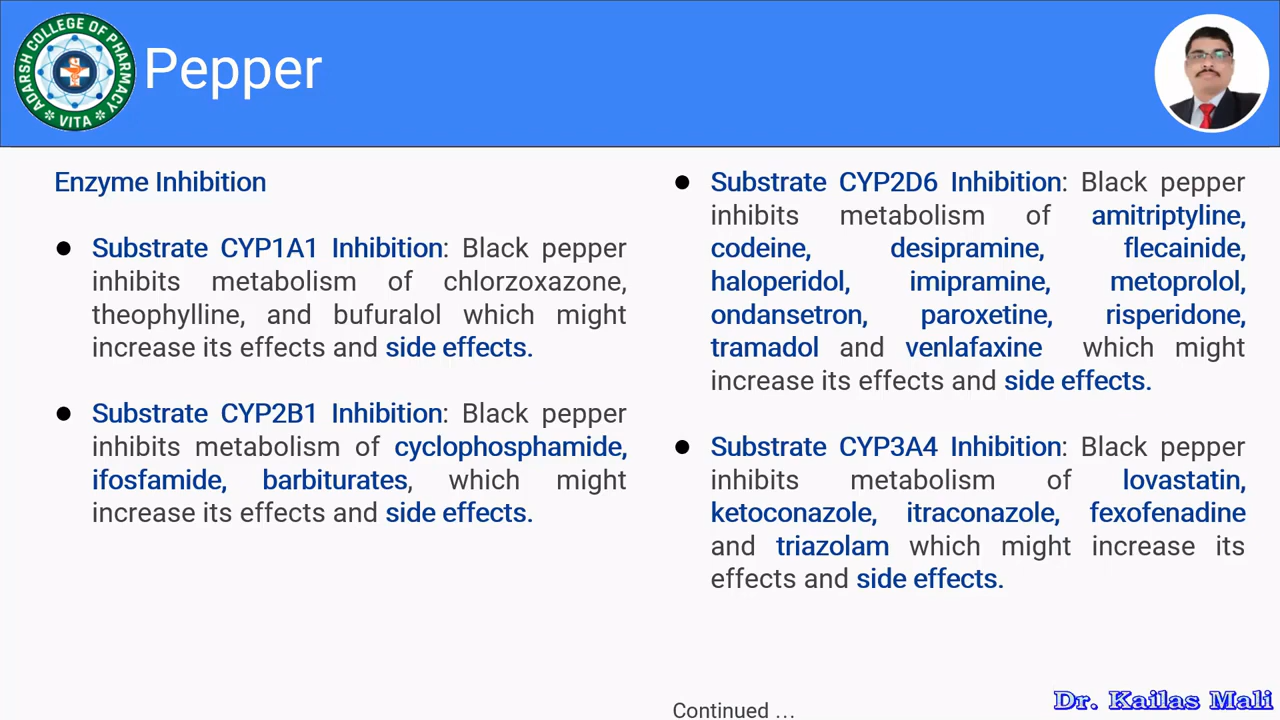 ADARSH COLLEGE OF PHARMACY
VITA
Pepper
Enzyme Inhibition
● Substrate CYP1A1 Inhibition: Black pepper
inhibits metabolism of chlorzoxazone,
theophylline, and bufuralol which might
increase its effects and side effects.
● Substrate CYP2B1 Inhibition: Black pepper
inhibits metabolism of cyclophosphamide,
ifosfamide, barbiturates, which might
increase its effects and side effects.
● Substrate CYP2D6 Inhibition: Black pepper
inhibits metabolism of amitriptyline,
codeine, desipramine, flecainide,
haloperidol, imipramine, metoprolol,
ondansetron, paroxetine, risperidone,
tramadol and venlafaxine which might
increase its effects and side effects.
● Substrate CYP3A4 Inhibition: Black pepper
inhibits metabolism of lovastatin,
ketoconazole, itraconazole, fexofenadine
and triazolam which might increase its
effects and side effects.
Continued …
Dr. Kailas Mali